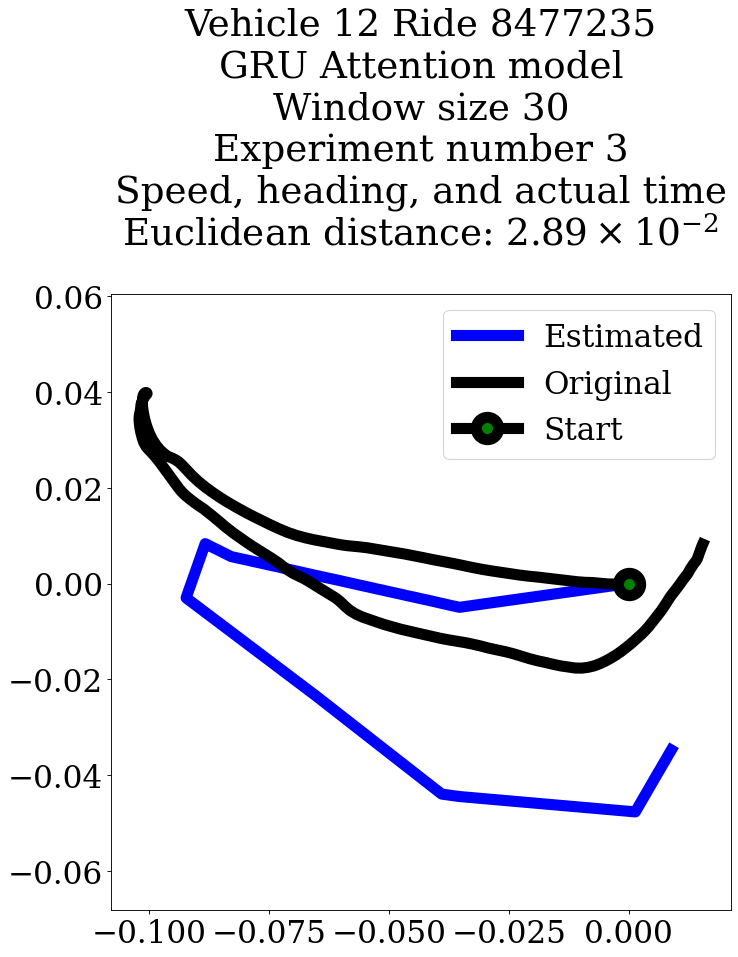 Vehicle 12 Ride 8477235
GRU Attention model
Window size 30
Experiment number 3
Speed, heading, and actual time
Euclidean distance: 2.89 × 10⁻²
Estimated
Original
Start
0.06
0.04
0.02
0.00
−0.02
−0.04
−0.06
−0.100 −0.075 −0.050 −0.025 0.000